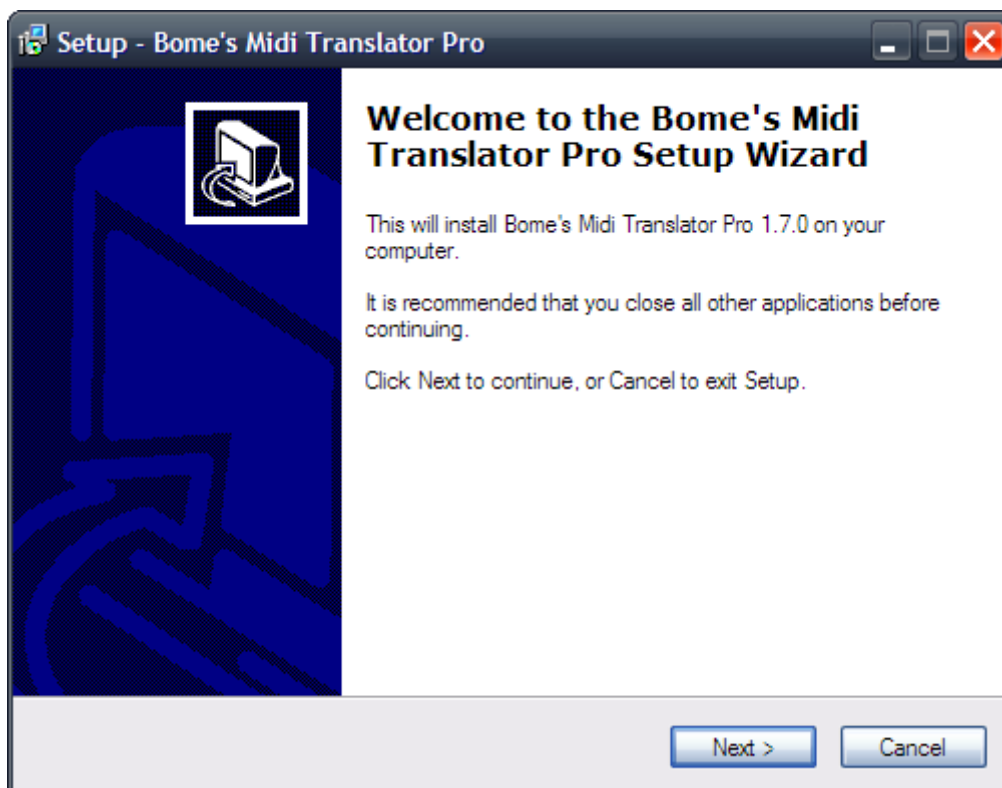 Setup - Bome's Midi Translator Pro
Welcome to the Bome's Midi
Translator Pro Setup Wizard
This will install Bome's Midi Translator Pro 1.7.0 on your
computer.
It is recommended that you close all other applications before
continuing.
Click Next to continue, or Cancel to exit Setup.
Next >
Cancel